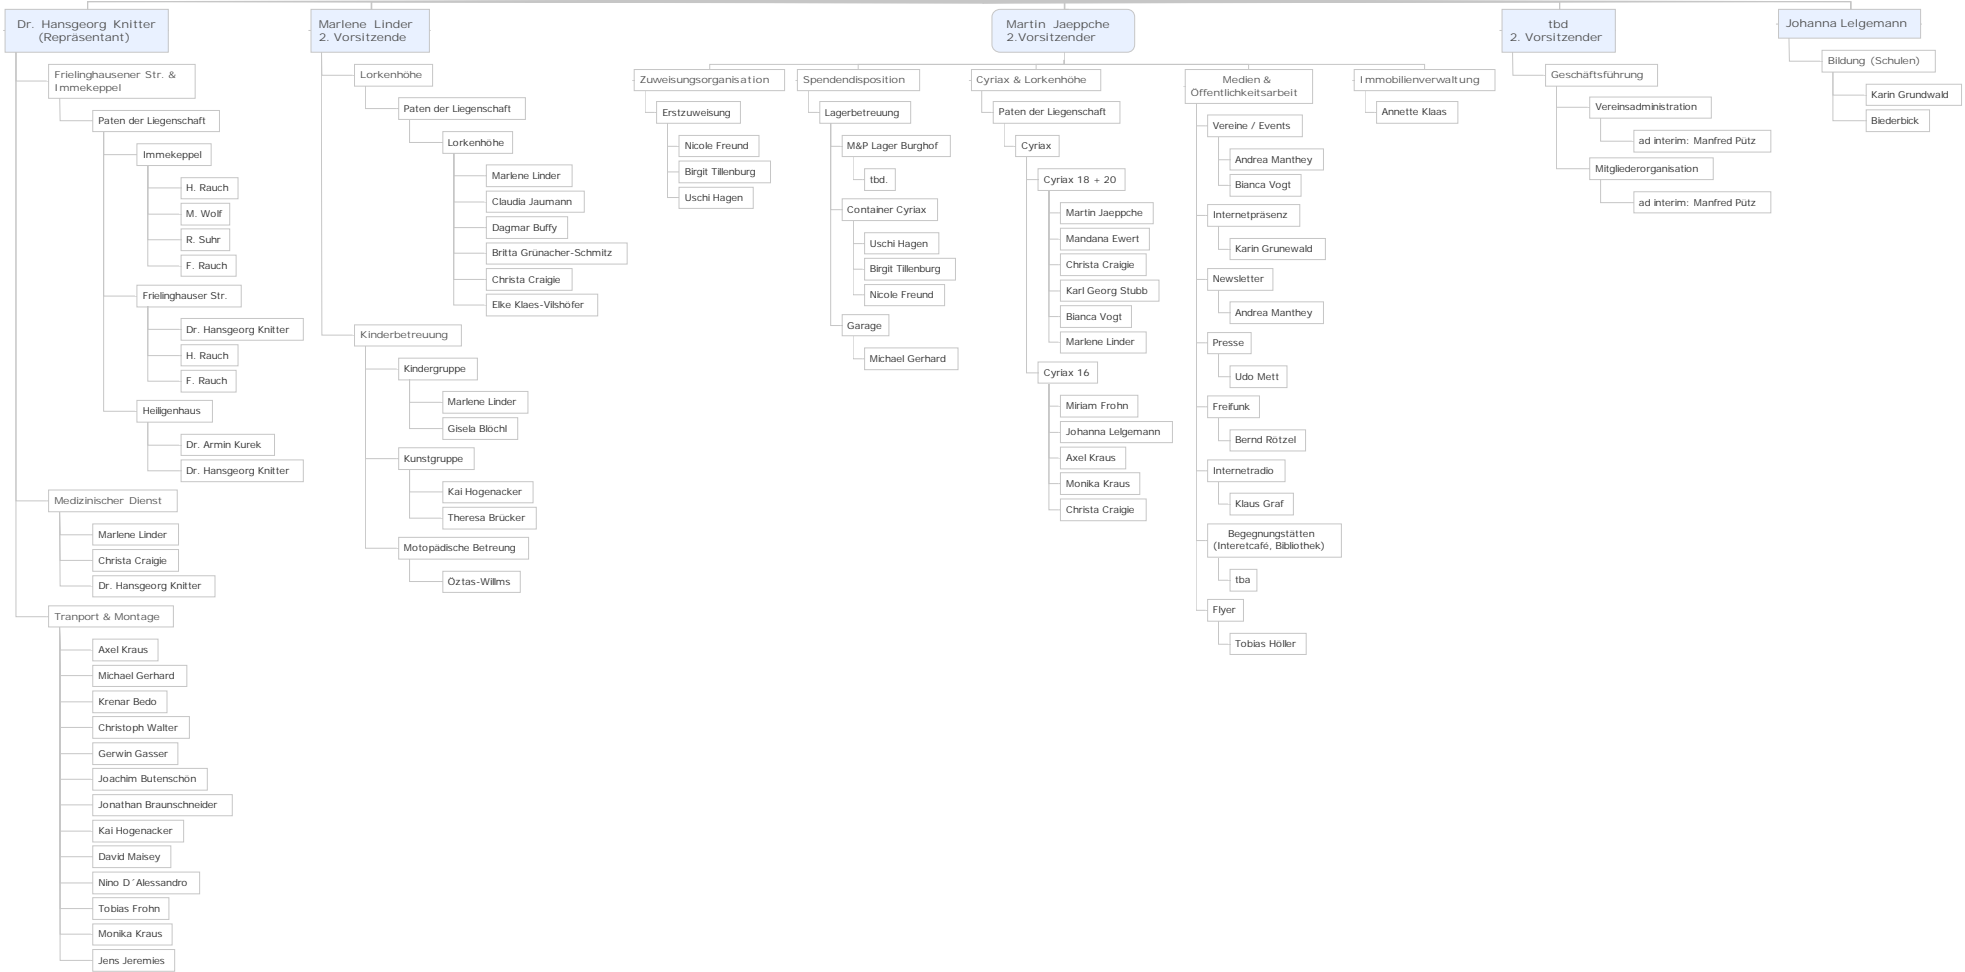 Dr. Hansgeorg Knitter
(Repräsentant)
Frielinghausener Str. &
Immekeppel
Paten der Liegenschaft
Immekeppel
H. Rauch
M. Wolf
R. Suhr
F. Rauch
Frielinghauser Str.
Dr. Hansgeorg Knitter
H. Rauch
F. Rauch
Heiligenhaus
Dr. Armin Kurek
Dr. Hansgeorg Knitter
Medizinischer Dienst
Marlene Linder
Christa Craigie
Dr. Hansgeorg Knitter
Tranport & Montage
Axel Kraus
Michael Gerhard
Krenar Bedo
Christoph Walter
Gerwin Gasser
Joachim Butenschön
Jonathan Braunschneider
Kai Hogenacker
David Maisey
Nino D´Alessandro
Tobias Frohn
Monika Kraus
Jens Jeremies
Marlene Linder
2. Vorsitzende
Lorkenhöhe
Paten der Liegenschaft
Lorkenhöhe
Marlene Linder
Claudia Jaumann
Dagmar Buffy
Britta Grünacher-Schmitz
Christa Craigie
Elke Klaes-Vilshöfer
Kinderbetreuung
Kindergruppe
Marlene Linder
Gisela Blöchl
Kunstgruppe
Kai Hogenacker
Theresa Brücker
Motopädische Betreung
Öztas-Willms
Martin Jaeppche
2.Vorsitzender
Zuweisungsorganisation
Erstzuweisung
Nicole Freund
Birgit Tillenburg
Uschi Hagen
Spendendisposition
Lagerbetreuung
M&P Lager Burghof
tbd.
Container Cyriax
Uschi Hagen
Birgit Tillenburg
Nicole Freund
Garage
Michael Gerhard
Cyriax & Lorkenhöhe
Paten der Liegenschaft
Cyriax
Cyriax 18 + 20
Martin Jaeppche
Mandana Ewert
Christa Craigie
Karl Georg Stubb
Bianca Vogt
Marlene Linder
Cyriax 16
Miriam Frohn
Johanna Lelgemann
Axel Kraus
Monika Kraus
Christa Craigie
Medien &
Öffentlichkeitsarbeit
Vereine / Events
Andrea Manthey
Bianca Vogt
Internetpräsenz
Karin Grunewald
Newsletter
Andrea Manthey
Presse
Udo Mett
Freifunk
Bernd Rötzel
Internetradio
Klaus Graf
Begegnungstätten
(Interetcafé, Bibliothek)
tba
Flyer
Tobias Höller
Immobilienverwaltung
Annette Klaas
tbd
2. Vorsitzender
Geschäftsführung
Vereinsadministration
ad interim: Manfred Pütz
Mitgliederorganisation
ad interim: Manfred Pütz
Johanna Lelgemann
Bildung (Schulen)
Karin Grundwald
Biederbick